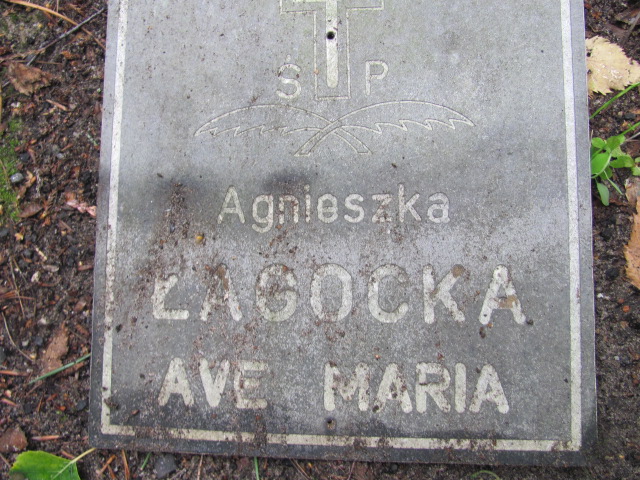 Ś P
Agnieszka
ŁAGOCKA
AVE MARIA